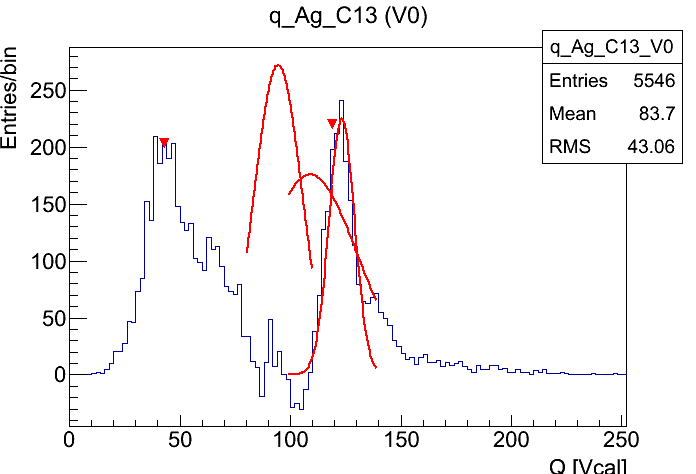 q_Ag_C13 (V0)
q_Ag_C13_V0
Entries 5546
Mean 83.7
RMS 43.06
Entries/bin
250
200
150
100
50
0
0 50 100 150 200 250
Q [Vcal]